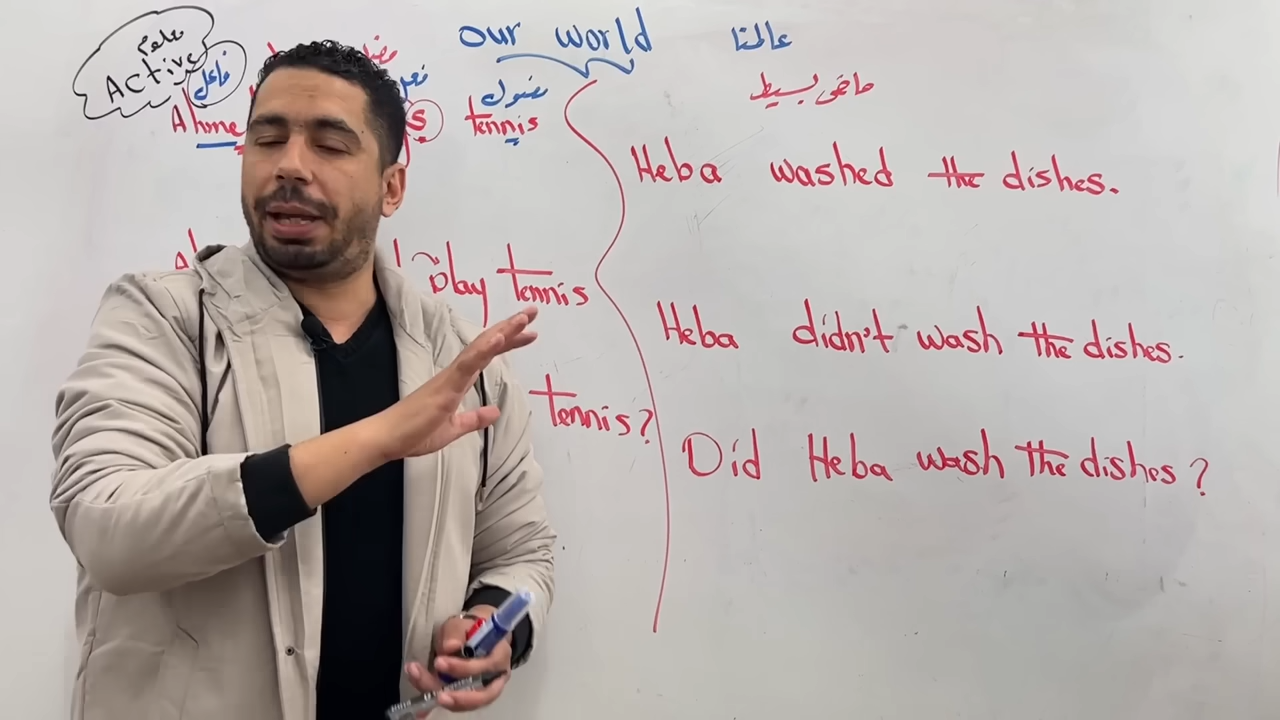 our world عالمنا
معلوم
Active
فاعل مفعول
tennis
play tennis
tennis?
ماضى بسيط
Heba washed the dishes.
Heba didn't wash the dishes.
Did Heba wash the dishes?